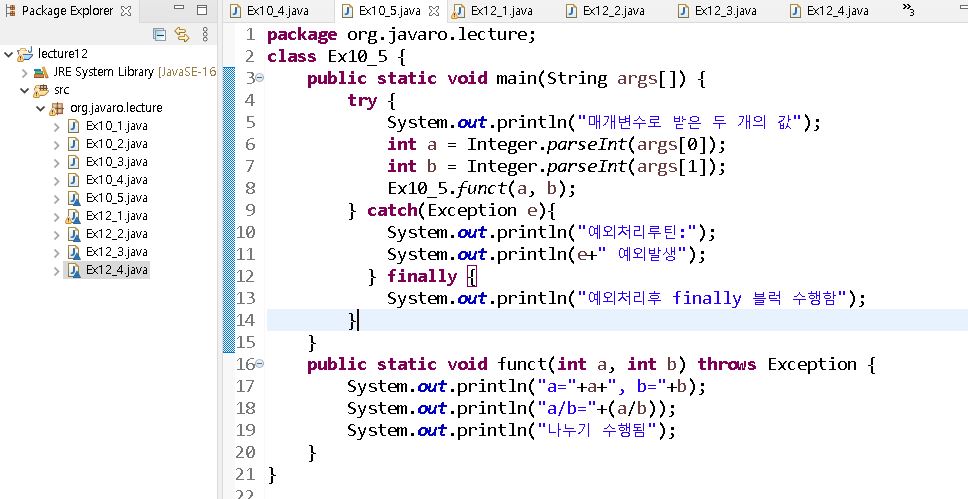 Package Explorer
lecture12
JRE System Library [JavaSE-16
src
org.javaro.lecture
Ex10_1.java
Ex10_2.java
Ex10_3.java
Ex10_4.java
Ex10_5.java
Ex12_1.java
Ex12_2.java
Ex12_3.java
Ex12_4.java
Ex10_4.java Ex10_5.java Ex12_1.java Ex12_2.java Ex12_3.java Ex12_4.java »3
1 package org.javaro.lecture;
2 class Ex10_5 {
3 public static void main(String args[]) {
4 try {
5 System.out.println("매개변수로 받은 두 개의 값");
6 int a = Integer.parseInt(args[0]);
7 int b = Integer.parseInt(args[1]);
8 Ex10_5.funct(a, b);
9 } catch(Exception e){
10 System.out.println("예외처리루틴:");
11 System.out.println(e+" 예외발생");
12 } finally {
13 System.out.println("예외처리후 finally 블럭 수행함");
14 }
15 }
16 public static void funct(int a, int b) throws Exception {
17 System.out.println("a="+a+", b="+b);
18 System.out.println("a/b="+(a/b));
19 System.out.println("나누기 수행됨");
20 }
21 }
22